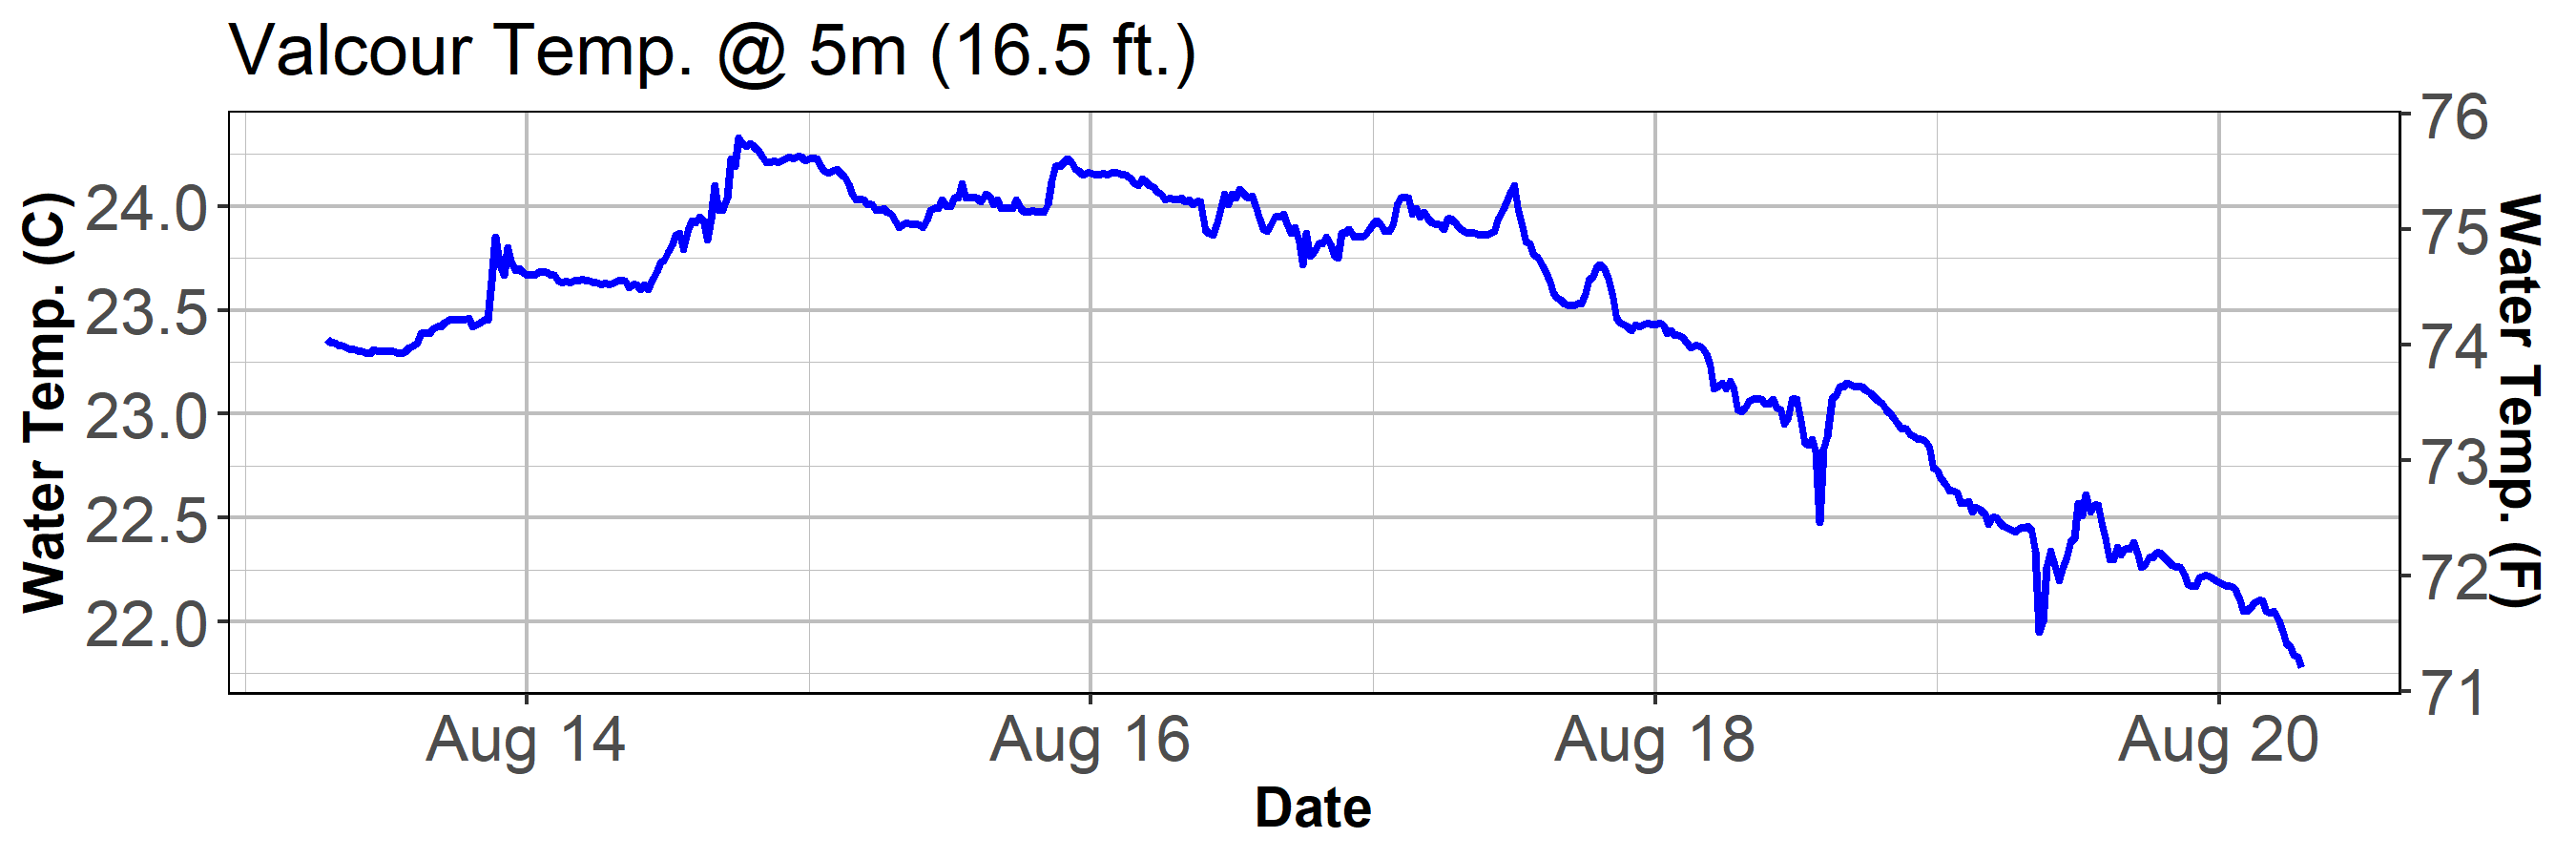 Valcour Temp. @ 5m (16.5 ft.)
Water Temp. (C)
24.0
23.5
23.0
22.5
22.0
76
75
74
73
72
71
Water Temp. (F)
Aug 14
Aug 16
Aug 18
Aug 20
Date